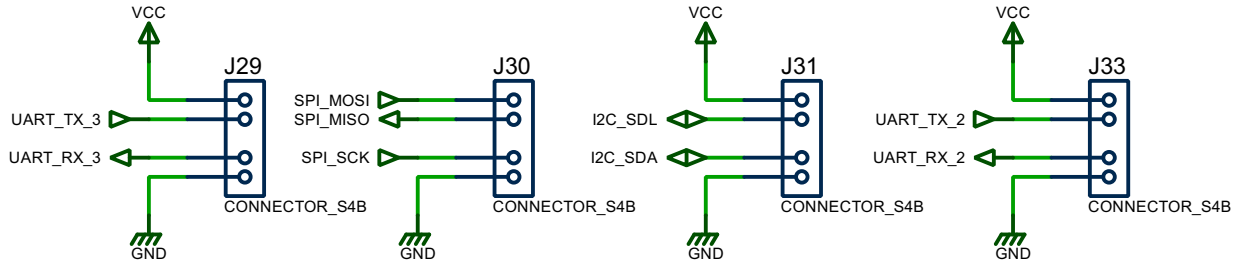 VCC
J29
UART_TX_3
UART_RX_3
CONNECTOR_S4B
GND
J30
SPI_MOSI
SPI_MISO
SPI_SCK
CONNECTOR_S4B
GND
VCC
J31
I2C_SDL
I2C_SDA
CONNECTOR_S4B
GND
VCC
J33
UART_TX_2
UART_RX_2
CONNECTOR_S4B
GND